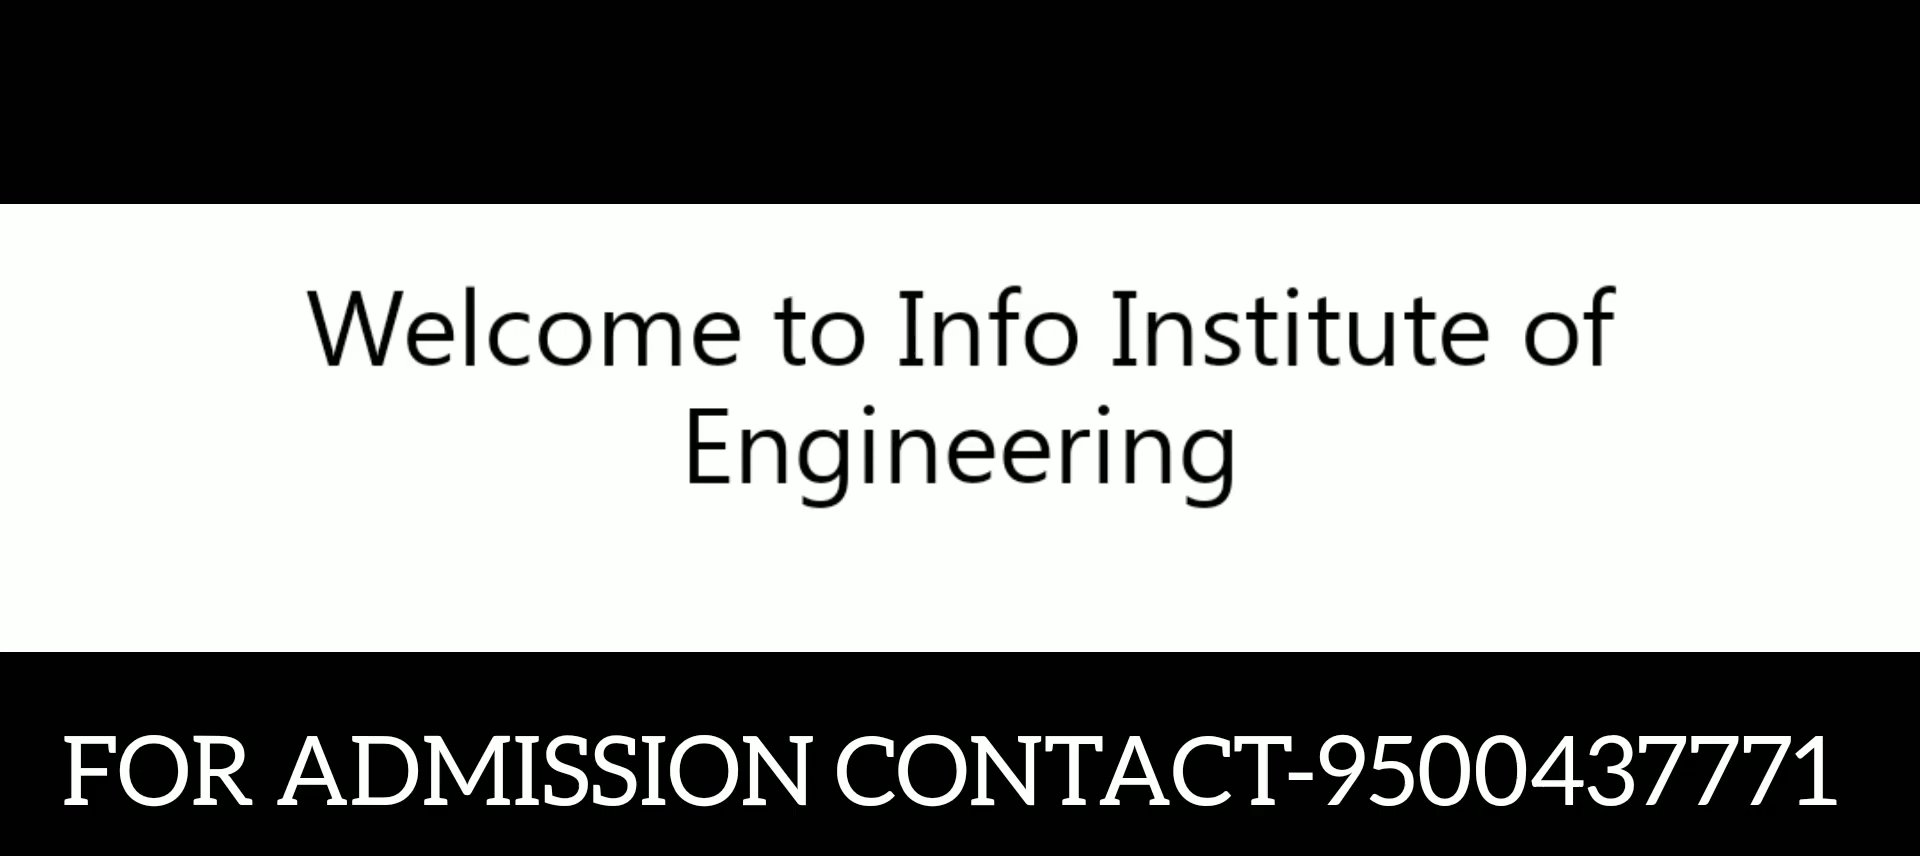 Welcome to Info Institute of
Engineering
FOR ADMISSION CONTACT-9500437771